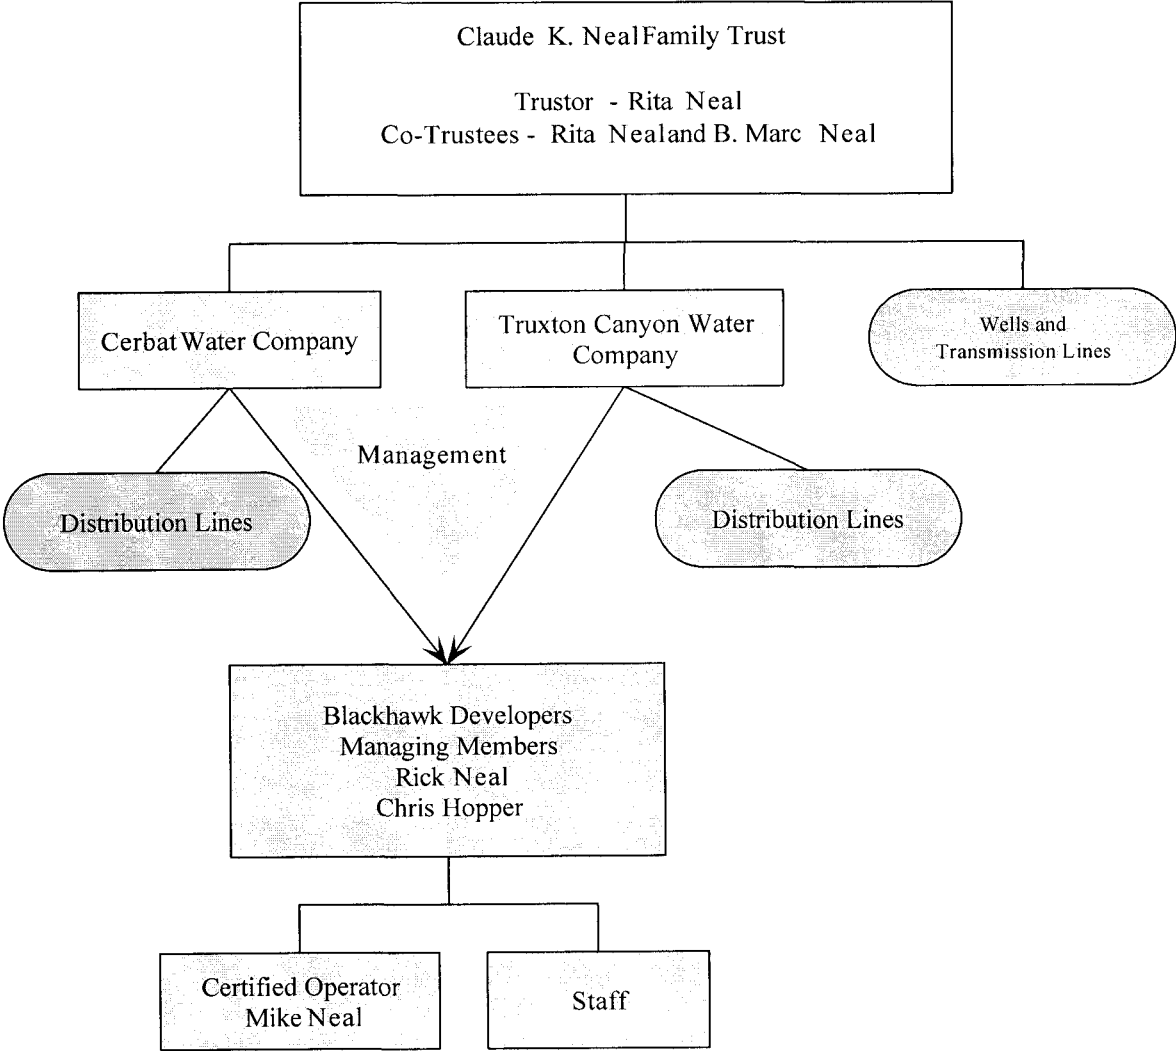 Claude K. Neal Family Trust
Trustor - Rita Neal
Co-Trustees - Rita Neal and B. Marc Neal
Cerbat Water Company
Truxton Canyon Water
Company
Wells and
Transmission Lines
Management
Distribution Lines
Distribution Lines
Blackhawk Developers
Managing Members
Rick Neal
Chris Hopper
Certified Operator
Mike Neal
Staff